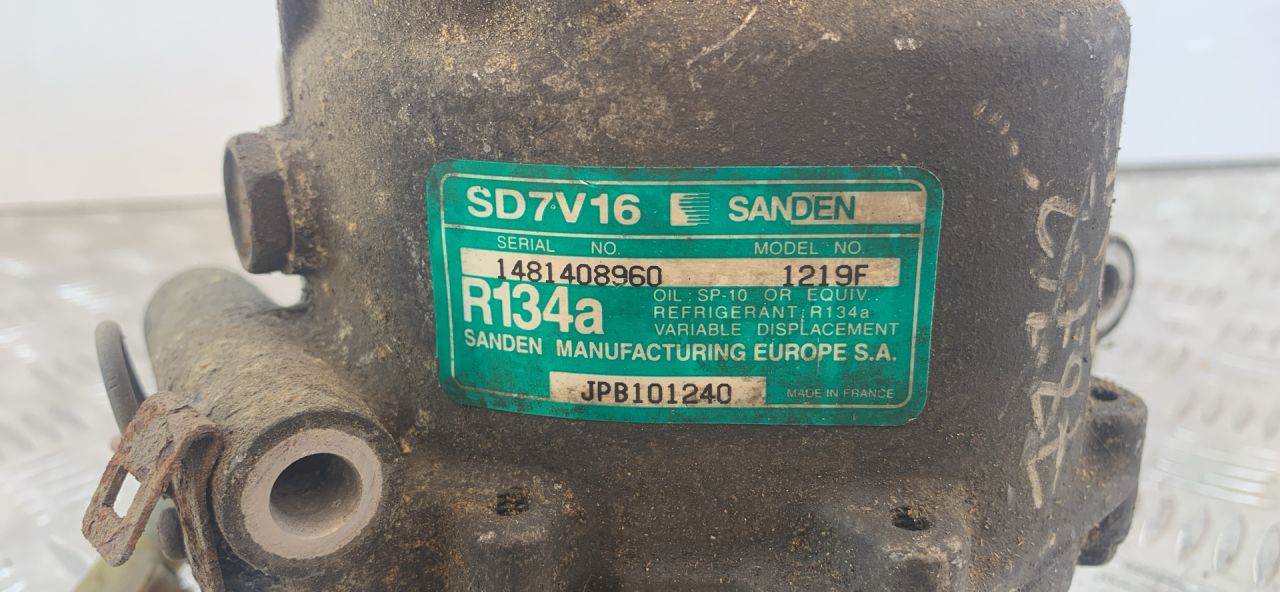 SD7V16 SANDEN
SERIAL NO. MODEL NO.
1481408960 1219F
R134a
OIL: SP-10 OR EQUIV.
REFRIGERANT: R134a
VARIABLE DISPLACEMENT
SANDEN MANUFACTURING EUROPE S.A.
JPB101240 MADE IN FRANCE